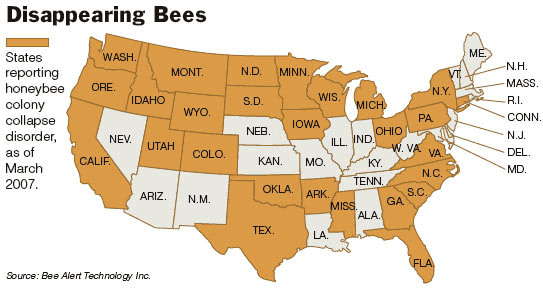 Disappearing Bees
States
reporting
honeybee
colony
collapse
disorder,
as of
March
2007.
WASH.
MONT.
N.D.
MINN.
ME.
VT.
N.H.
MASS.
R.I.
CONN.
N.J.
DEL.
MD.
ORE.
IDAHO
WYO.
S.D.
WIS.
MICH.
N.Y.
NEV.
UTAH
COLO.
NEB.
IOWA
ILL.
IND.
OHIO
PA.
CALIF.
KAN.
MO.
KY.
W. VA.
VA.
ARIZ.
N.M.
OKLA.
ARK.
TENN.
N.C.
S.C.
TEX.
LA.
MISS.
ALA.
GA.
FLA.
Source: Bee Alert Technology Inc.